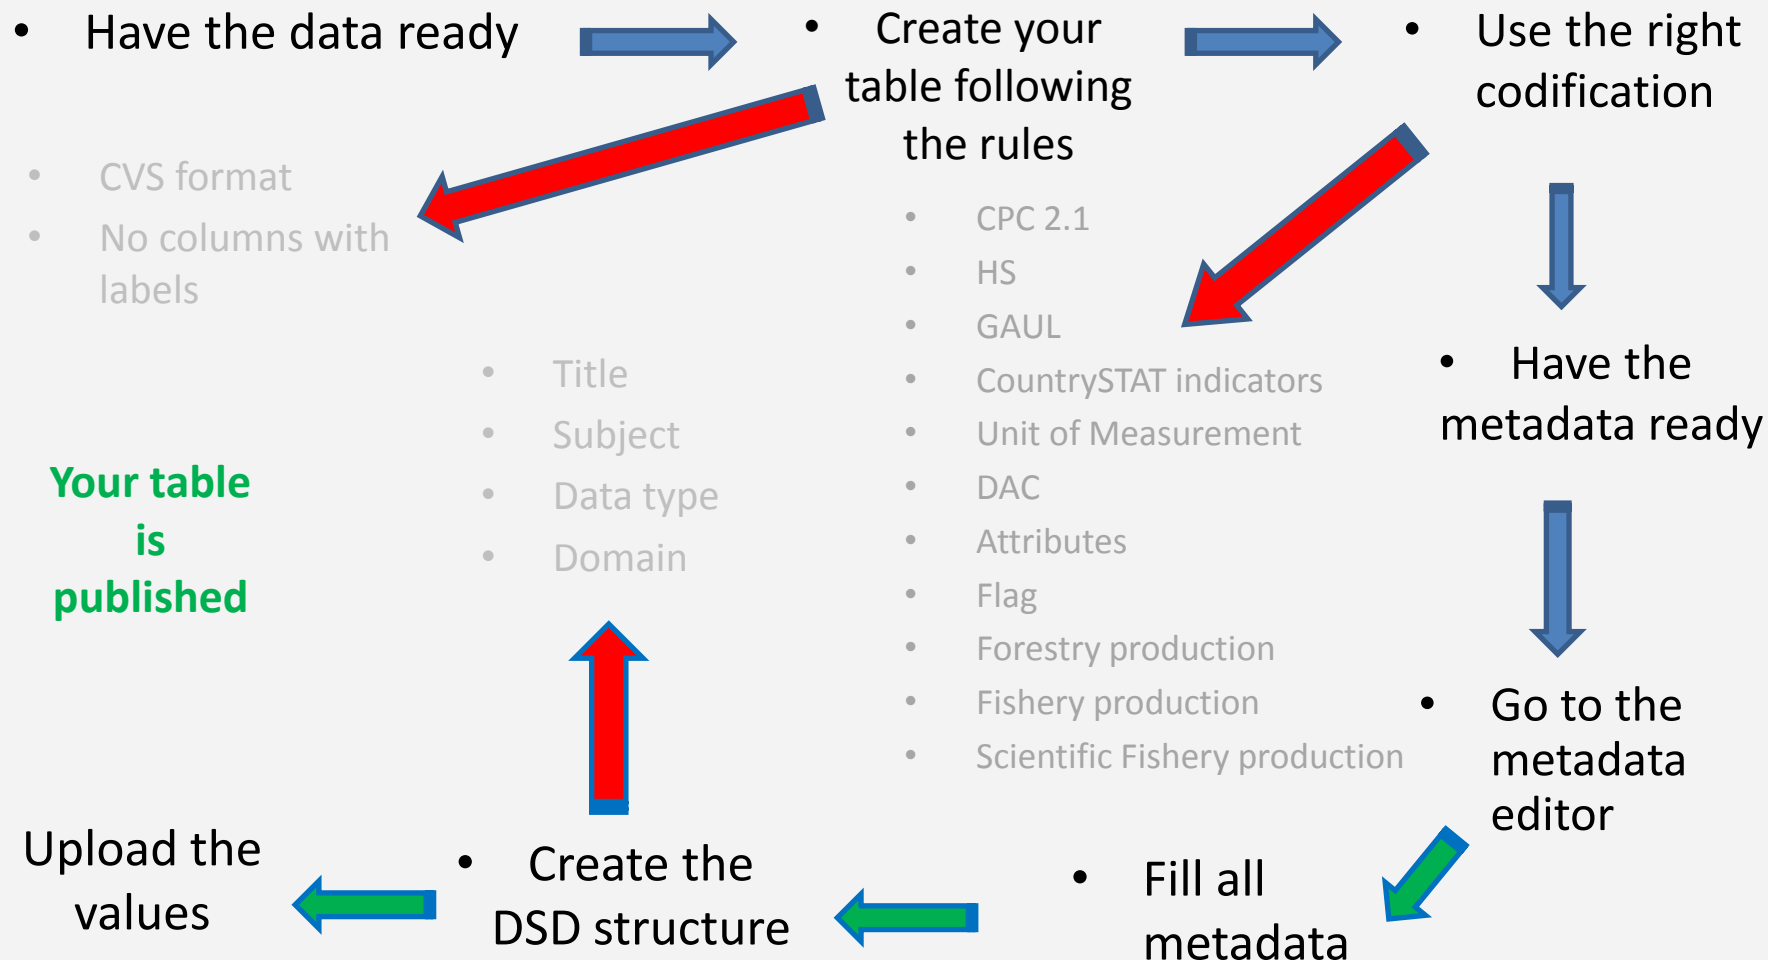 • Have the data ready
• Create your
table following
the rules
• Use the right
codification
• CVS format
• No columns with
labels
• CPC 2.1
• HS
• GAUL
• CountrySTAT indicators
• Unit of Measurement
• DAC
• Attributes
• Flag
• Forestry production
• Fishery production
• Scientific Fishery production
• Have the
metadata ready
• Title
• Subject
• Data type
• Domain
Your table
is
published
• Go to the
metadata
editor
• Fill all
metadata
• Create the
DSD structure
Upload the
values